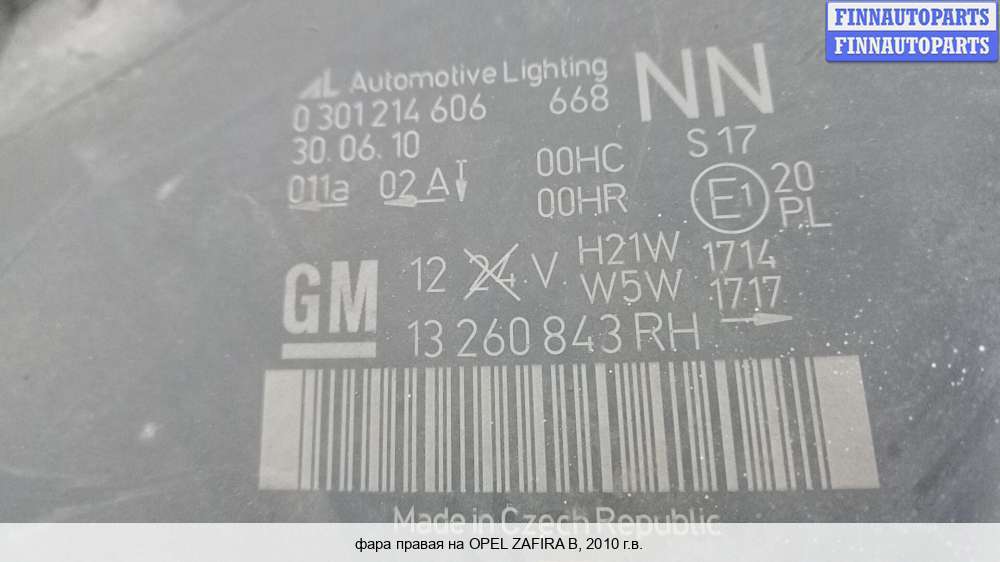 FINNAUTOPARTS
FINNAUTOPARTS
AL Automotive Lighting
0 301 214 606 668
NN
30.06.10
S 17
011a 02 A
00HC
00HR
E1
20
PL
GM
12 24 V
H21W 1714
W5W 1717
13 260 843 RH
Made in Czech Republic
фара правая на OPEL ZAFIRA B, 2010 г.в.